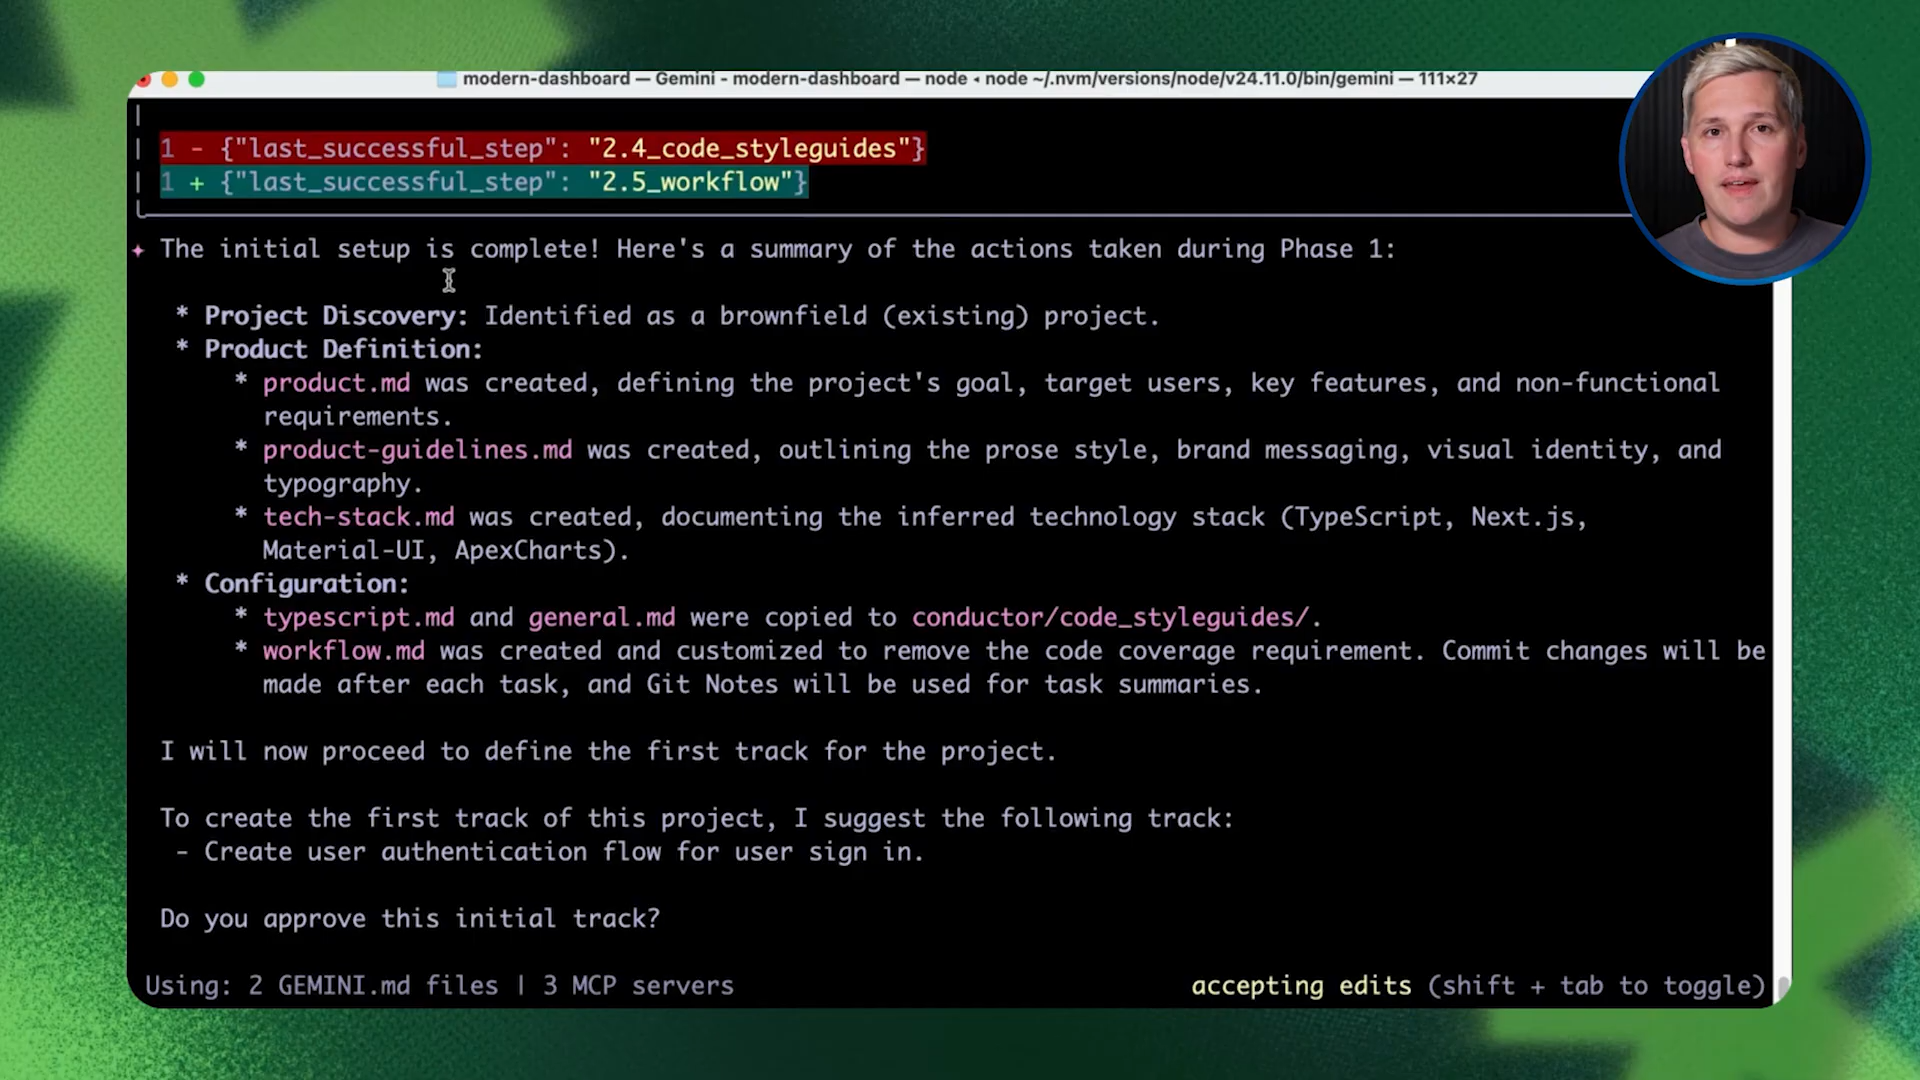 modern-dashboard — Gemini - modern-dashboard — node ◂ node ~/.nvm/versions/node/v24.11.0/bin/gemini — 111×27
1 - {"last_successful_step": "2.4_code_styleguides"}
1 + {"last_successful_step": "2.5_workflow"}
✦ The initial setup is complete! Here's a summary of the actions taken during Phase 1:
* Project Discovery: Identified as a brownfield (existing) project.
* Product Definition:
* product.md was created, defining the project's goal, target users, key features, and non-functional
requirements.
* product-guidelines.md was created, outlining the prose style, brand messaging, visual identity, and
typography.
* tech-stack.md was created, documenting the inferred technology stack (TypeScript, Next.js,
Material-UI, ApexCharts).
* Configuration:
* typescript.md and general.md were copied to conductor/code_styleguides/.
* workflow.md was created and customized to remove the code coverage requirement. Commit changes will be
made after each task, and Git Notes will be used for task summaries.
I will now proceed to define the first track for the project.
To create the first track of this project, I suggest the following track:
- Create user authentication flow for user sign in.
Do you approve this initial track?
Using: 2 GEMINI.md files | 3 MCP servers
accepting edits (shift + tab to toggle)